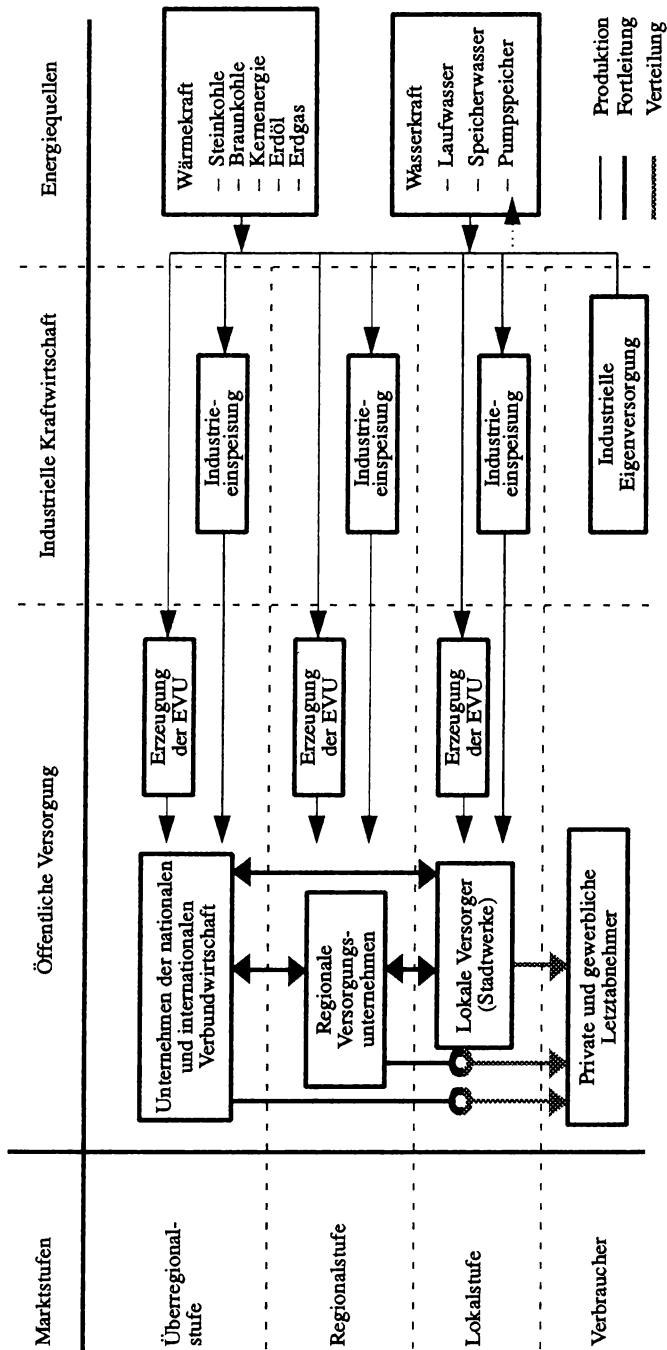 Marktstufen
Öffentliche Versorgung
Industrielle Kraftwirtschaft
Energiequellen
Überregional-
stufe
Unternehmen der nationalen
und internationalen
Verbundwirtschaft
Erzeugung
der EVU
Industrie-
einspeisung
Wärmekraft
– Steinkohle
– Braunkohle
– Kernenergie
– Erdöl
– Erdgas
Regionalstufe
Regionale
Versorgungs-
unternehmen
Erzeugung
der EVU
Industrie-
einspeisung
Lokalstufe
Lokale Versorger
(Stadtwerke)
Erzeugung
der EVU
Industrie-
einspeisung
Wasserkraft
– Laufwasser
– Speicherwasser
– Pumpspeicher
Verbraucher
Private und gewerbliche
Letztabnehmer
Industrielle
Eigenversorgung
Produktion
Fortleitung
Verteilung